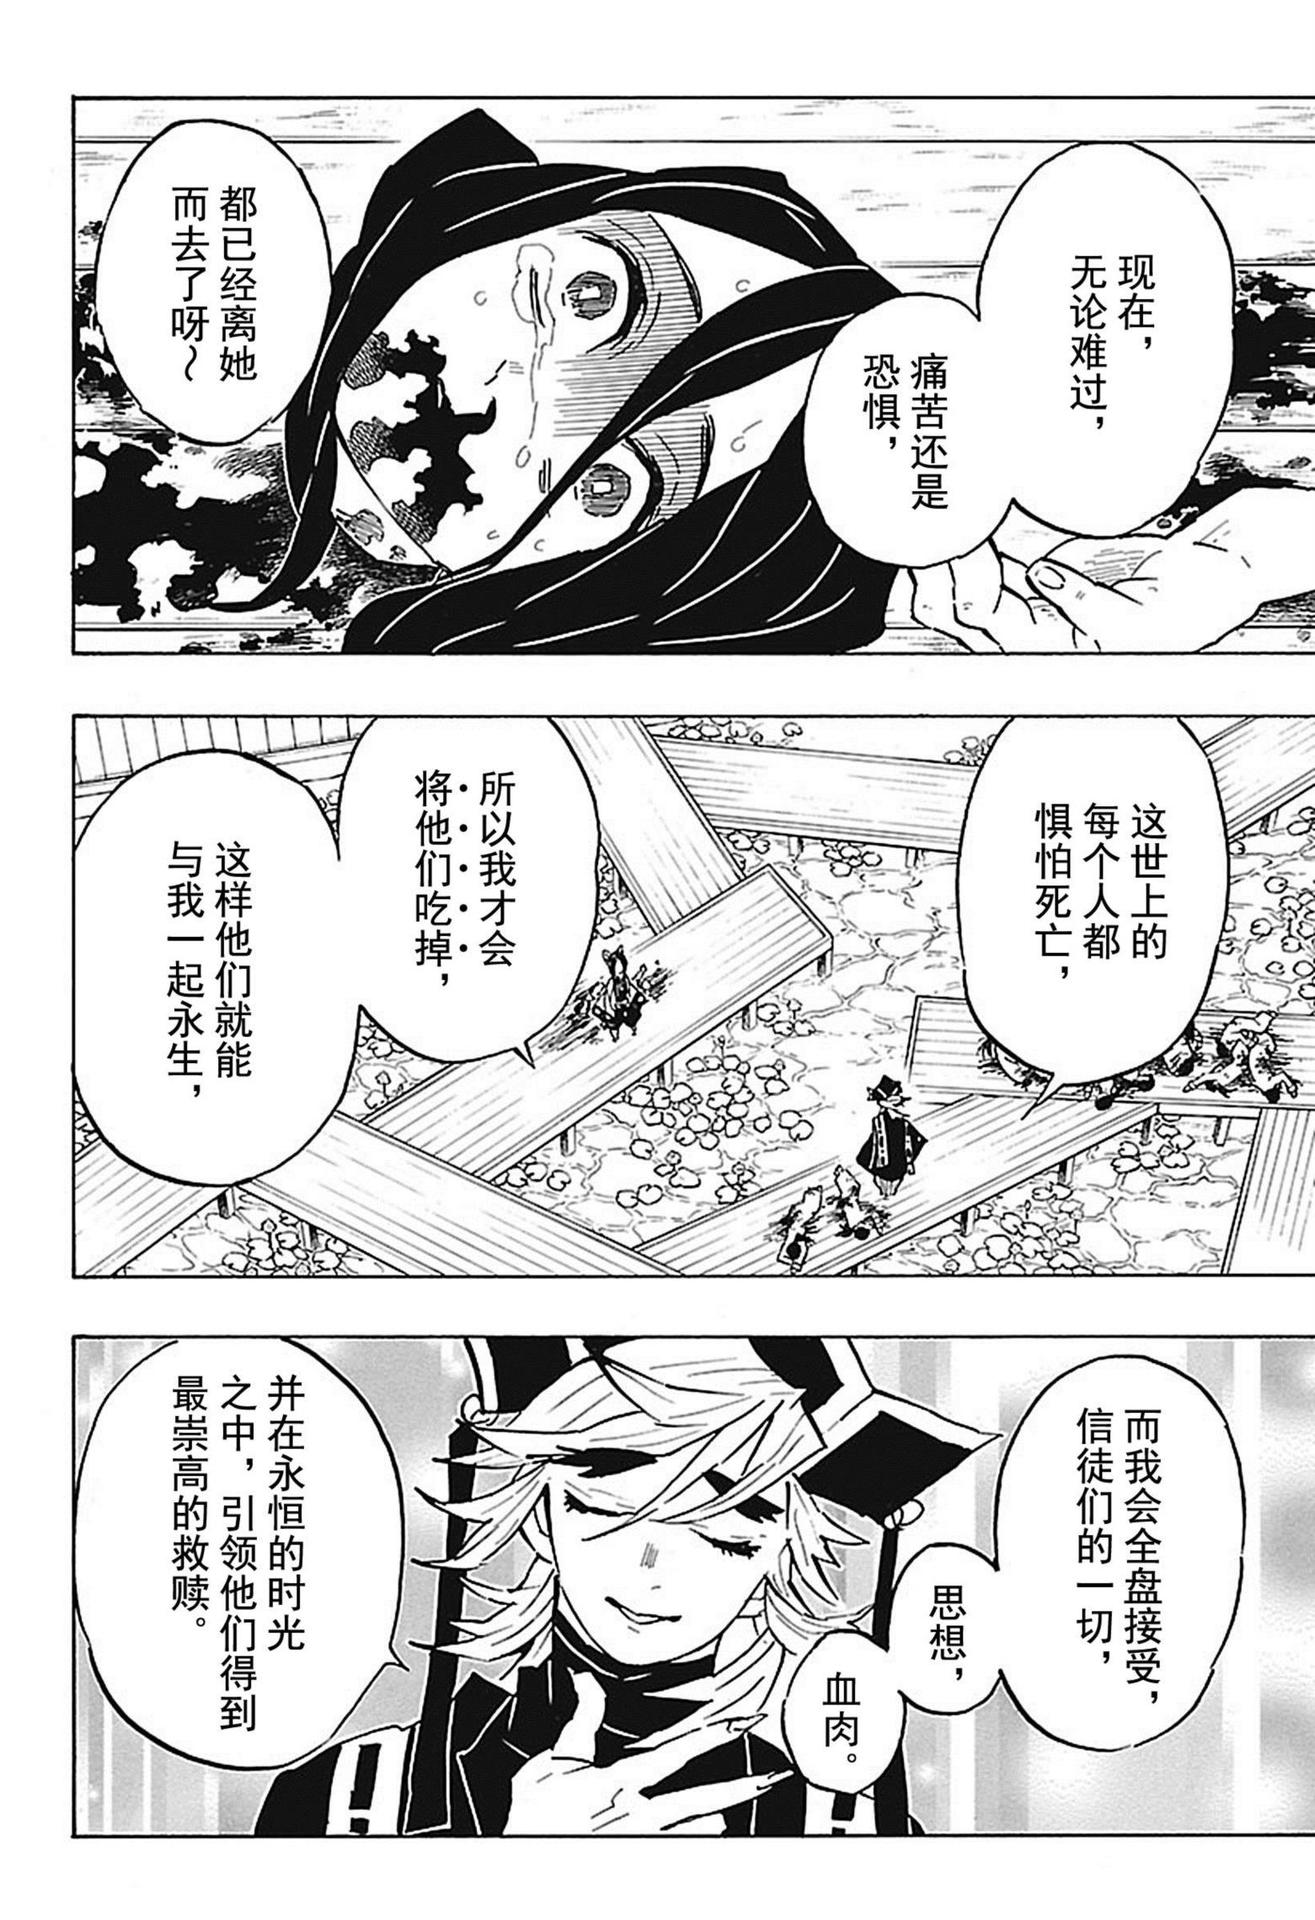 现在，
无论难过，
痛苦还是
恐惧，
都已经离她
而去了呀~
这世上的
每个人都
惧怕死亡，
所以我才会
将他们吃掉，
这样他们就能
与我一起永生，
而我会全盘接受，
信徒们的一切，
思想，
血肉。
并在永恒的时光
之中，引领他们得到
最崇高的救赎。